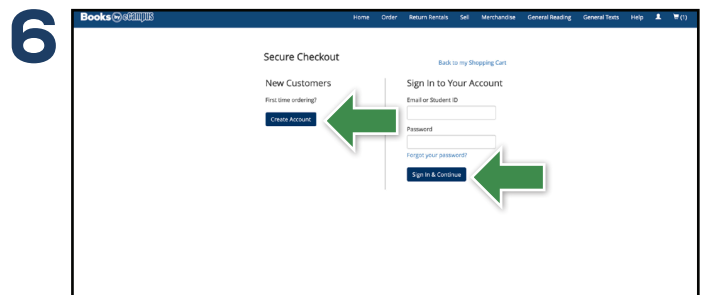 6
Books by eCampus
Home Order Return Rentals Sell Merchandise General Reading General Texts Help (1)
Secure Checkout
Back to my Shopping Cart
New Customers
First time ordering?
Create Account
Sign In to Your Account
Email or Student ID
Password
Forgot your password?
Sign In & Continue